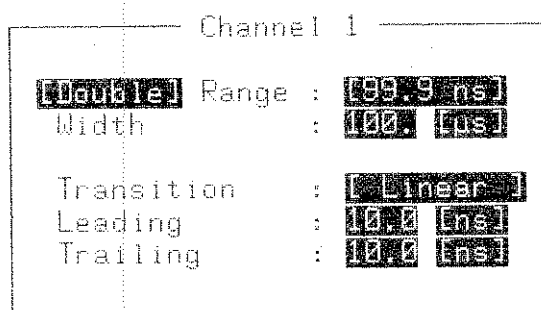 Channel 1
[Double] Range : [99.9 ns]
Width : 100. [us]
Transition : [ Linear ]
Leading : 10.0 [ns]
Trailing : 10.0 [ns]